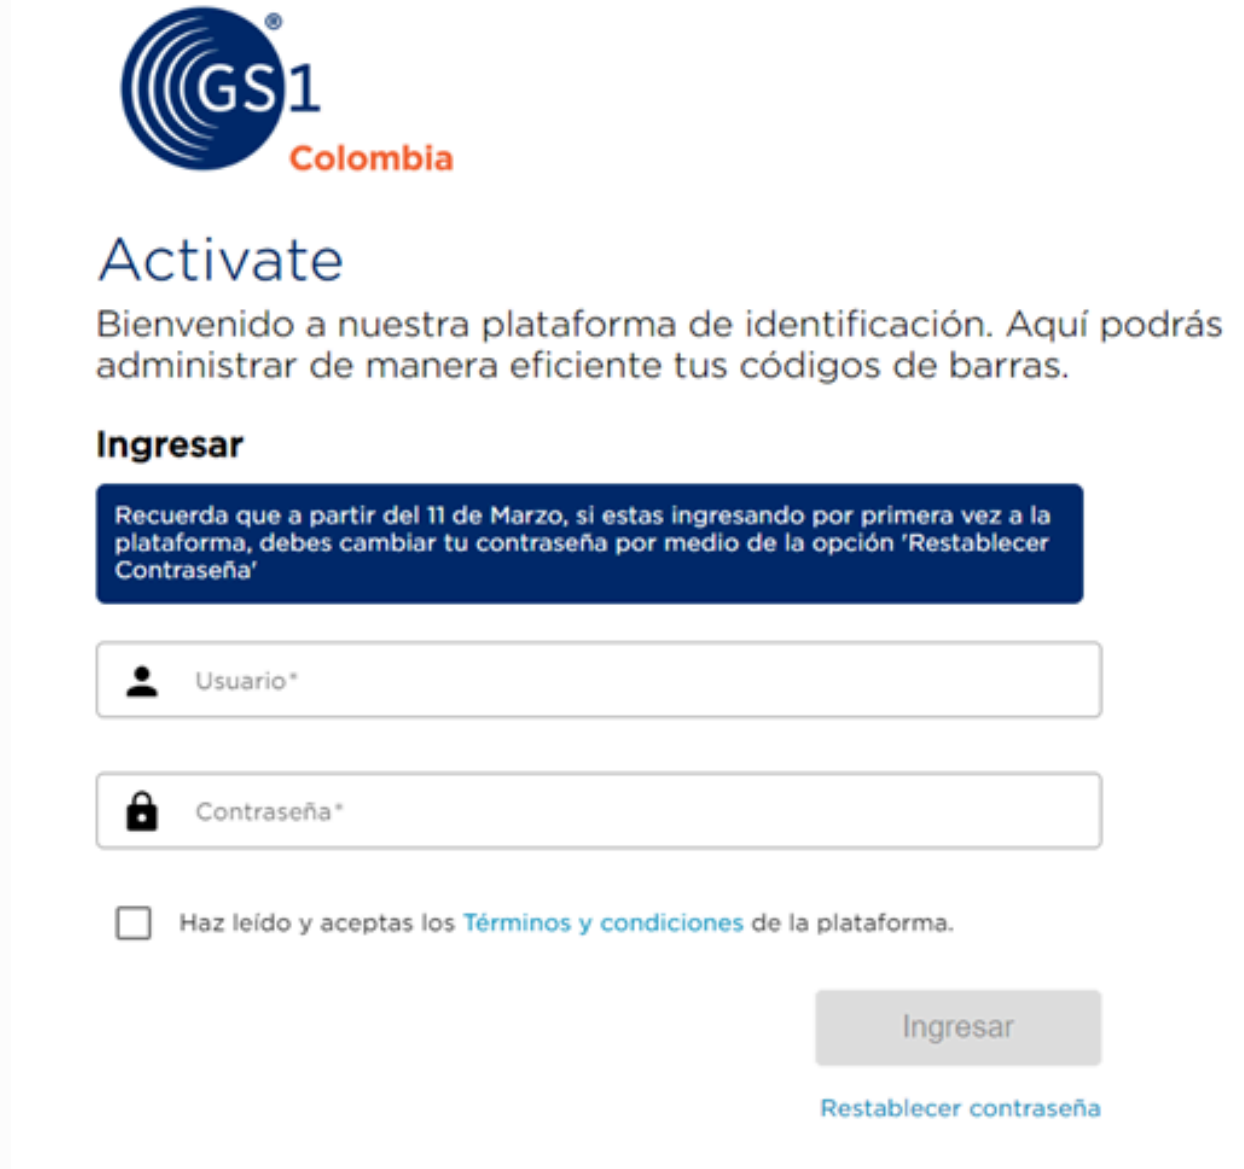 GS1
®
Colombia
Activate
Bienvenido a nuestra plataforma de identificación. Aquí podrás
administrar de manera eficiente tus códigos de barras.
Ingresar
Recuerda que a partir del 11 de Marzo, si estas ingresando por primera vez a la
plataforma, debes cambiar tu contraseña por medio de la opción 'Restablecer
Contraseña'
Usuario*
Contraseña*
Haz leído y aceptas los Términos y condiciones de la plataforma.
Ingresar
Restablecer contraseña